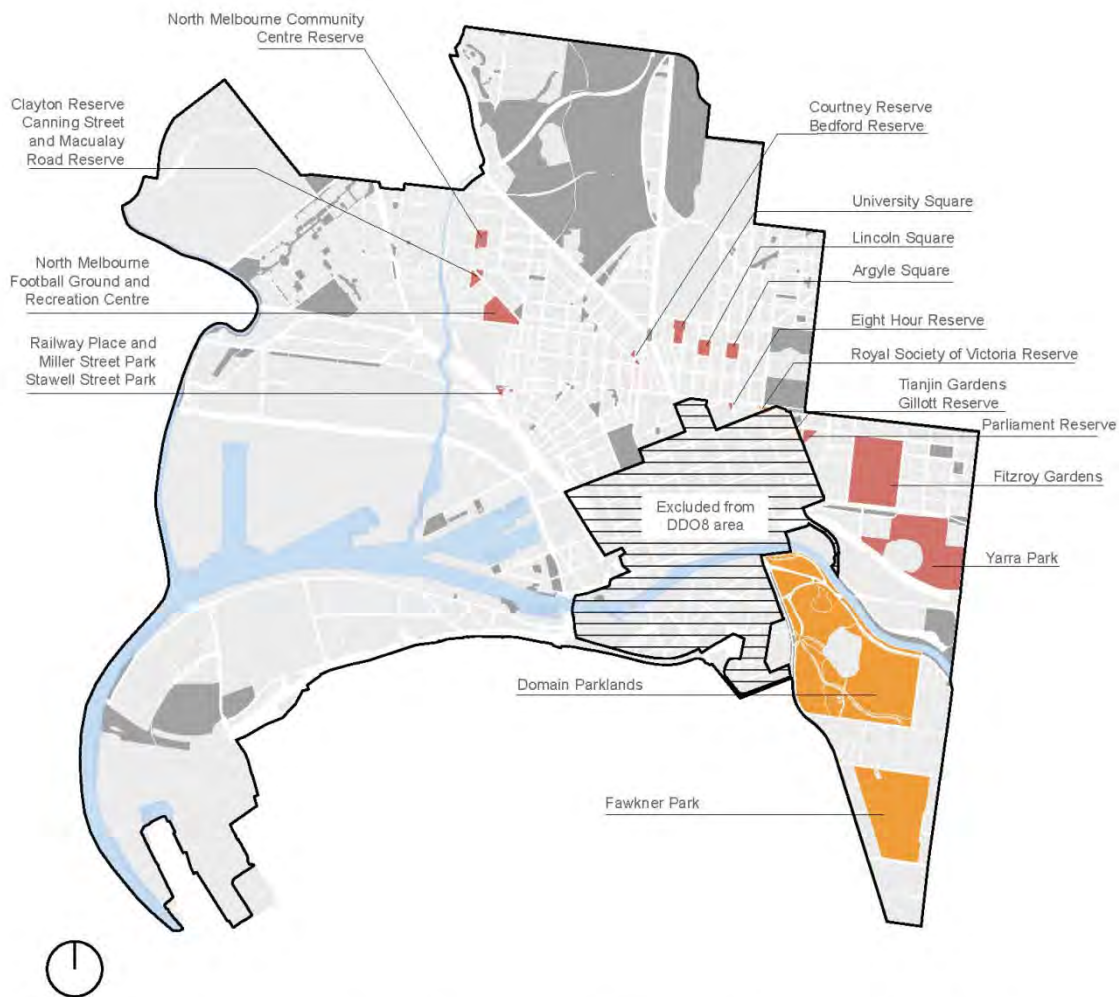 North Melbourne Community
Centre Reserve
Clayton Reserve
Canning Street
and Macualay
Road Reserve
North Melbourne
Football Ground and
Recreation Centre
Railway Place and
Miller Street Park
Stawell Street Park
Courtney Reserve
Bedford Reserve
University Square
Lincoln Square
Argyle Square
Eight Hour Reserve
Royal Society of Victoria Reserve
Tianjin Gardens
Gillott Reserve
Parliament Reserve
Fitzroy Gardens
Yarra Park
Excluded from
DDO8 area
Domain Parklands
Fawkner Park